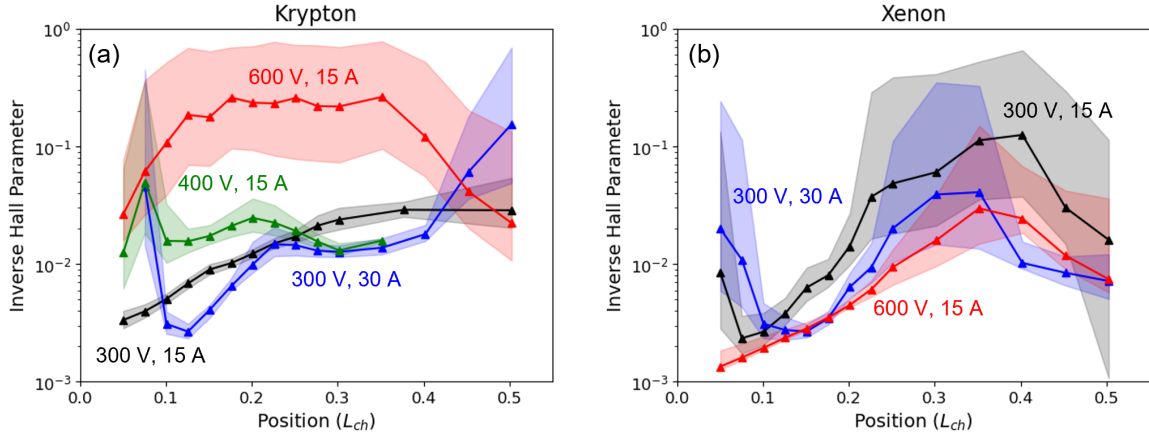 Krypton
(a)
600 V, 15 A
400 V, 15 A
300 V, 30 A
300 V, 15 A
Inverse Hall Parameter
10⁰
10⁻¹
10⁻²
10⁻³
0.0 0.1 0.2 0.3 0.4 0.5
Position (L_ch)
Xenon
(b)
300 V, 15 A
300 V, 30 A
600 V, 15 A
Inverse Hall Parameter
10⁰
10⁻¹
10⁻²
10⁻³
0.0 0.1 0.2 0.3 0.4 0.5
Position (L_ch)